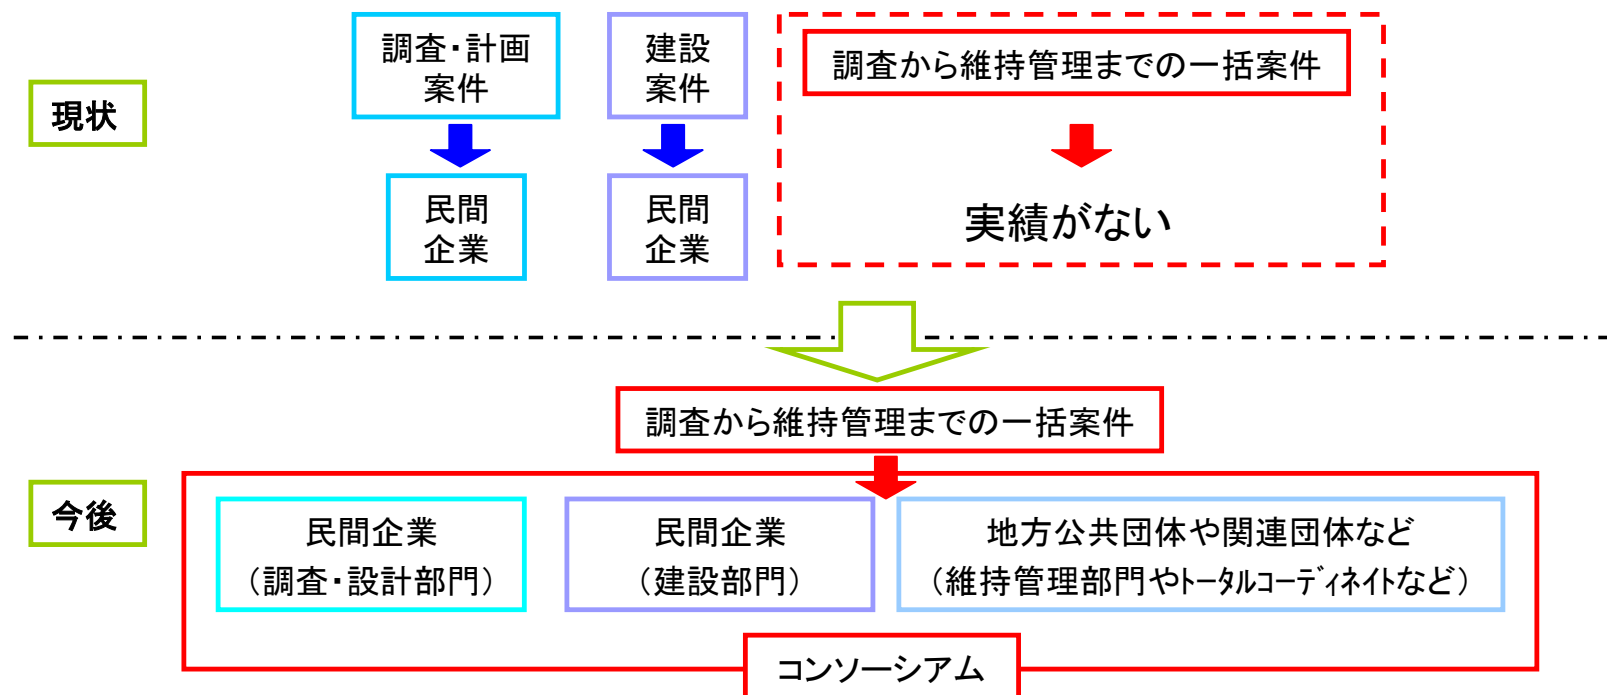 現状
調査・計画
案件
民間
企業
建設
案件
民間
企業
調査から維持管理までの一括案件
実績がない
今後
調査から維持管理までの一括案件
民間企業
（調査・設計部門）
民間企業
（建設部門）
地方公共団体や関連団体など
（維持管理部門やﾄｰﾀﾙｺｰﾃﾞｨﾈｲﾄなど）
コンソーシアム